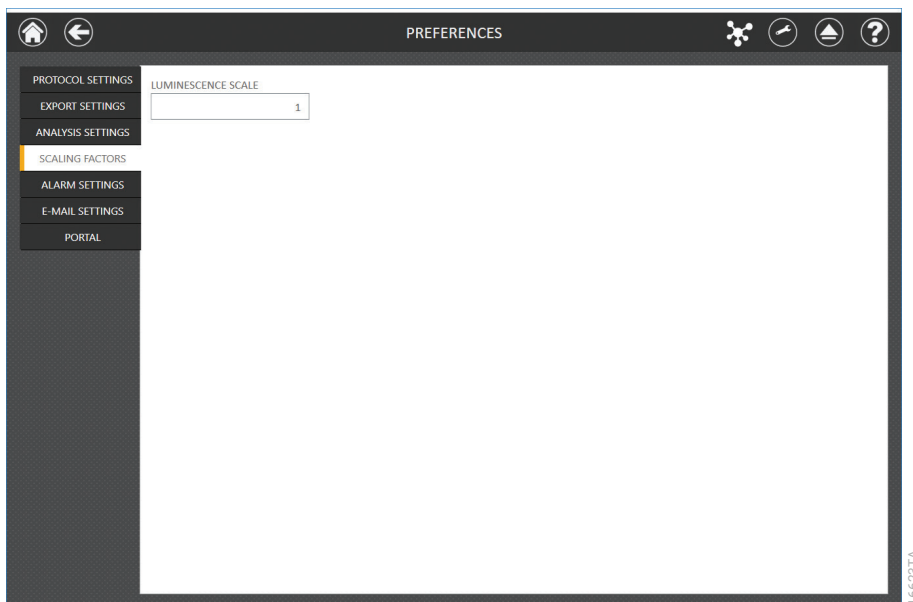 PREFERENCES
PROTOCOL SETTINGS
EXPORT SETTINGS
ANALYSIS SETTINGS
SCALING FACTORS
ALARM SETTINGS
E-MAIL SETTINGS
PORTAL
LUMINESCENCE SCALE
1
?